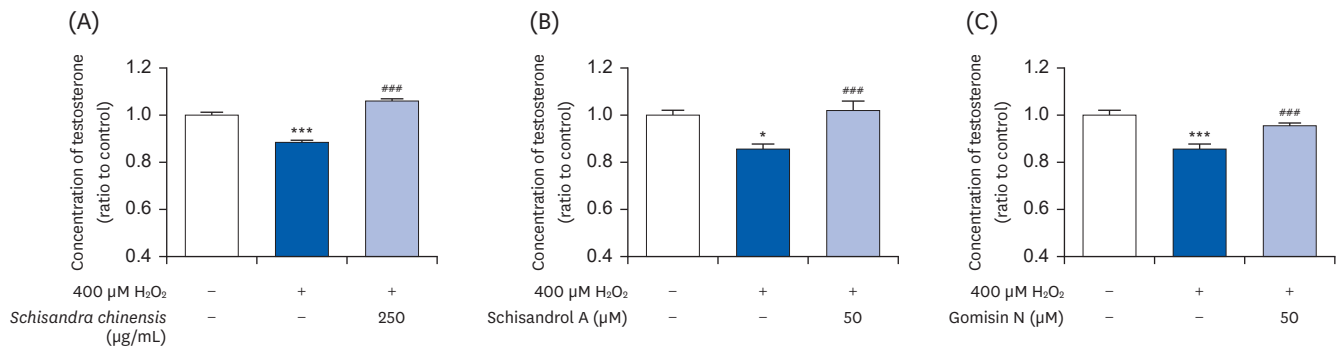 (A)
Concentration of testosterone
(ratio to control)
1.2
1.0
0.8
0.6
0.4
***
###
400 µM H₂O₂ − + +
Schisandra chinensis − − 250
(µg/mL)
(B)
Concentration of testosterone
(ratio to control)
1.2
1.0
0.8
0.6
0.4
*
###
400 µM H₂O₂ − + +
Schisandrol A (µM) − − 50
(C)
Concentration of testosterone
(ratio to control)
1.2
1.0
0.8
0.6
0.4
***
###
400 µM H₂O₂ − + +
Gomisin N (µM) − − 50